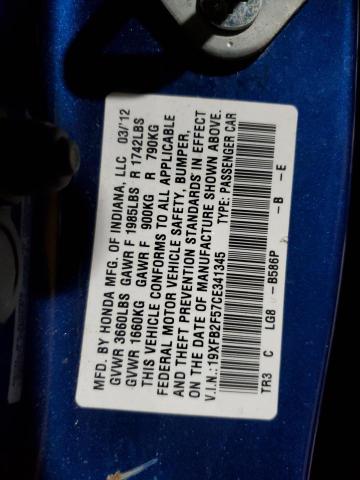 MFD. BY HONDA MFG. OF INDIANA, LLC 03/'12
GVWR 3660LBS GAWR F 1985LBS R 1742LBS
GVWR 1660KG GAWR F 900KG R 790KG
THIS VEHICLE CONFORMS TO ALL APPLICABLE
FEDERAL MOTOR VEHICLE SAFETY, BUMPER,
AND THEFT PREVENTION STANDARDS IN EFFECT
ON THE DATE OF MANUFACTURE SHOWN ABOVE.
V.I.N.: 19XFB2F57CE341345 TYPE: PASSENGER CAR
TR3 C LG8 -B586P -B -E